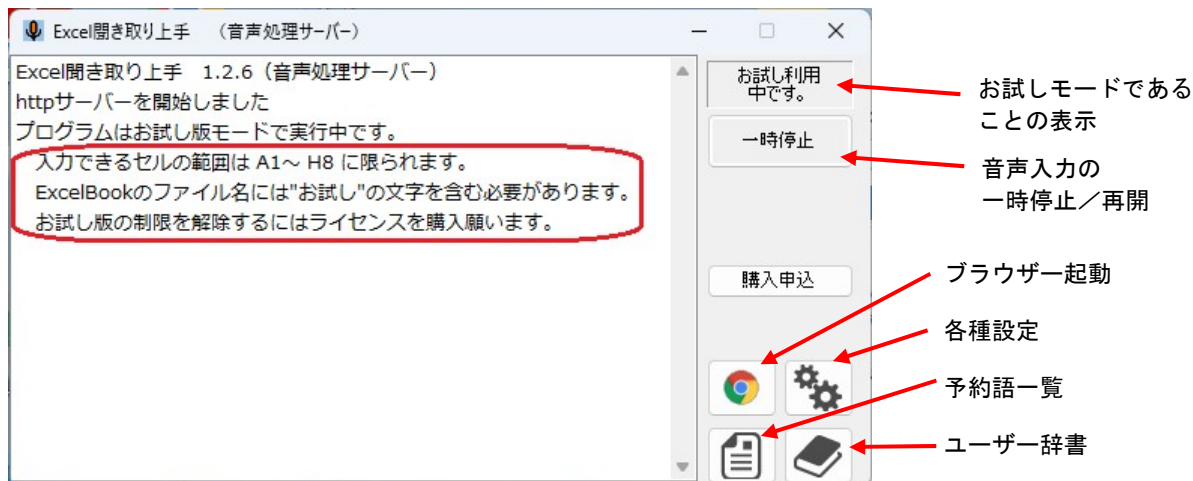 Excel聞き取り上手　（音声処理サーバー）
Excel聞き取り上手　1.2.6（音声処理サーバー）
httpサーバーを開始しました
プログラムはお試し版モードで実行中です。
入力できるセルの範囲は A1～ H8 に限られます。
ExcelBookのファイル名には"お試し"の文字を含む必要があります。
お試し版の制限を解除するにはライセンスを購入願います。
お試し利用
中です。
一時停止
購入申込
お試しモードである
ことの表示
音声入力の
一時停止／再開
ブラウザー起動
各種設定
予約語一覧
ユーザー辞書